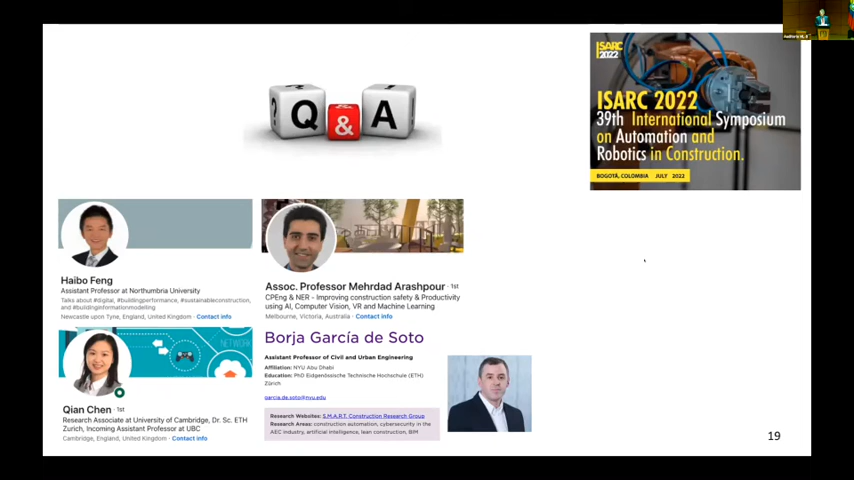 ? Q & A
ISARC
2022
ISARC 2022
39th International Symposium
on Automation and
Robotics in Construction.
BOGOTÁ, COLOMBIA JULY 2022
Haibo Feng
Assistant Professor at Northumbria University
Talks about #digital, #buildingperformance, #sustainableconstruction,
and #buildinginformationmodelling
Newcastle upon Tyne, England, United Kingdom · Contact info
Assoc. Professor Mehrdad Arashpour · 1st
CPEng & NER - Improving construction safety & Productivity
using AI, Computer Vision, VR and Machine Learning
Melbourne, Victoria, Australia · Contact info
NETWORK
Qian Chen · 1st
Research Associate at University of Cambridge, Dr. Sc. ETH
Zurich, Incoming Assistant Professor at UBC
Cambridge, England, United Kingdom · Contact info
Borja García de Soto
Assistant Professor of Civil and Urban Engineering
Affiliation: NYU Abu Dhabi
Education: PhD Eidgenössische Technische Hochschule (ETH)
Zürich
garcia.de.soto@nyu.edu
Research Websites: S.M.A.R.T. Construction Research Group
Research Areas: construction automation, cybersecurity in the
AEC industry, artificial intelligence, lean construction, BIM
19